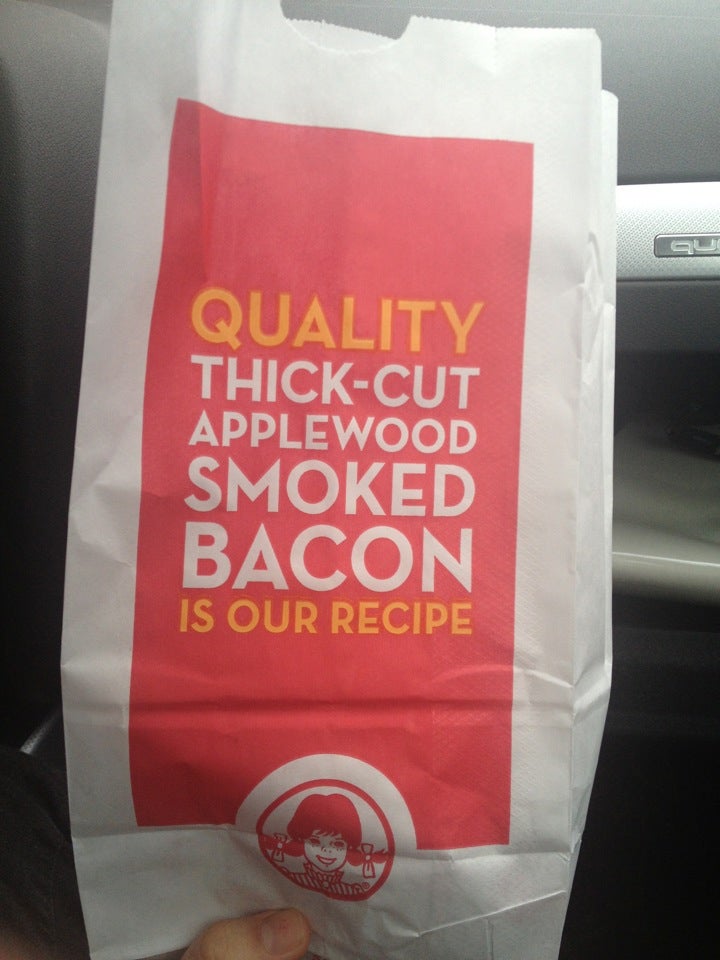 QUALITY
THICK-CUT
APPLEWOOD
SMOKED
BACON
IS OUR RECIPE